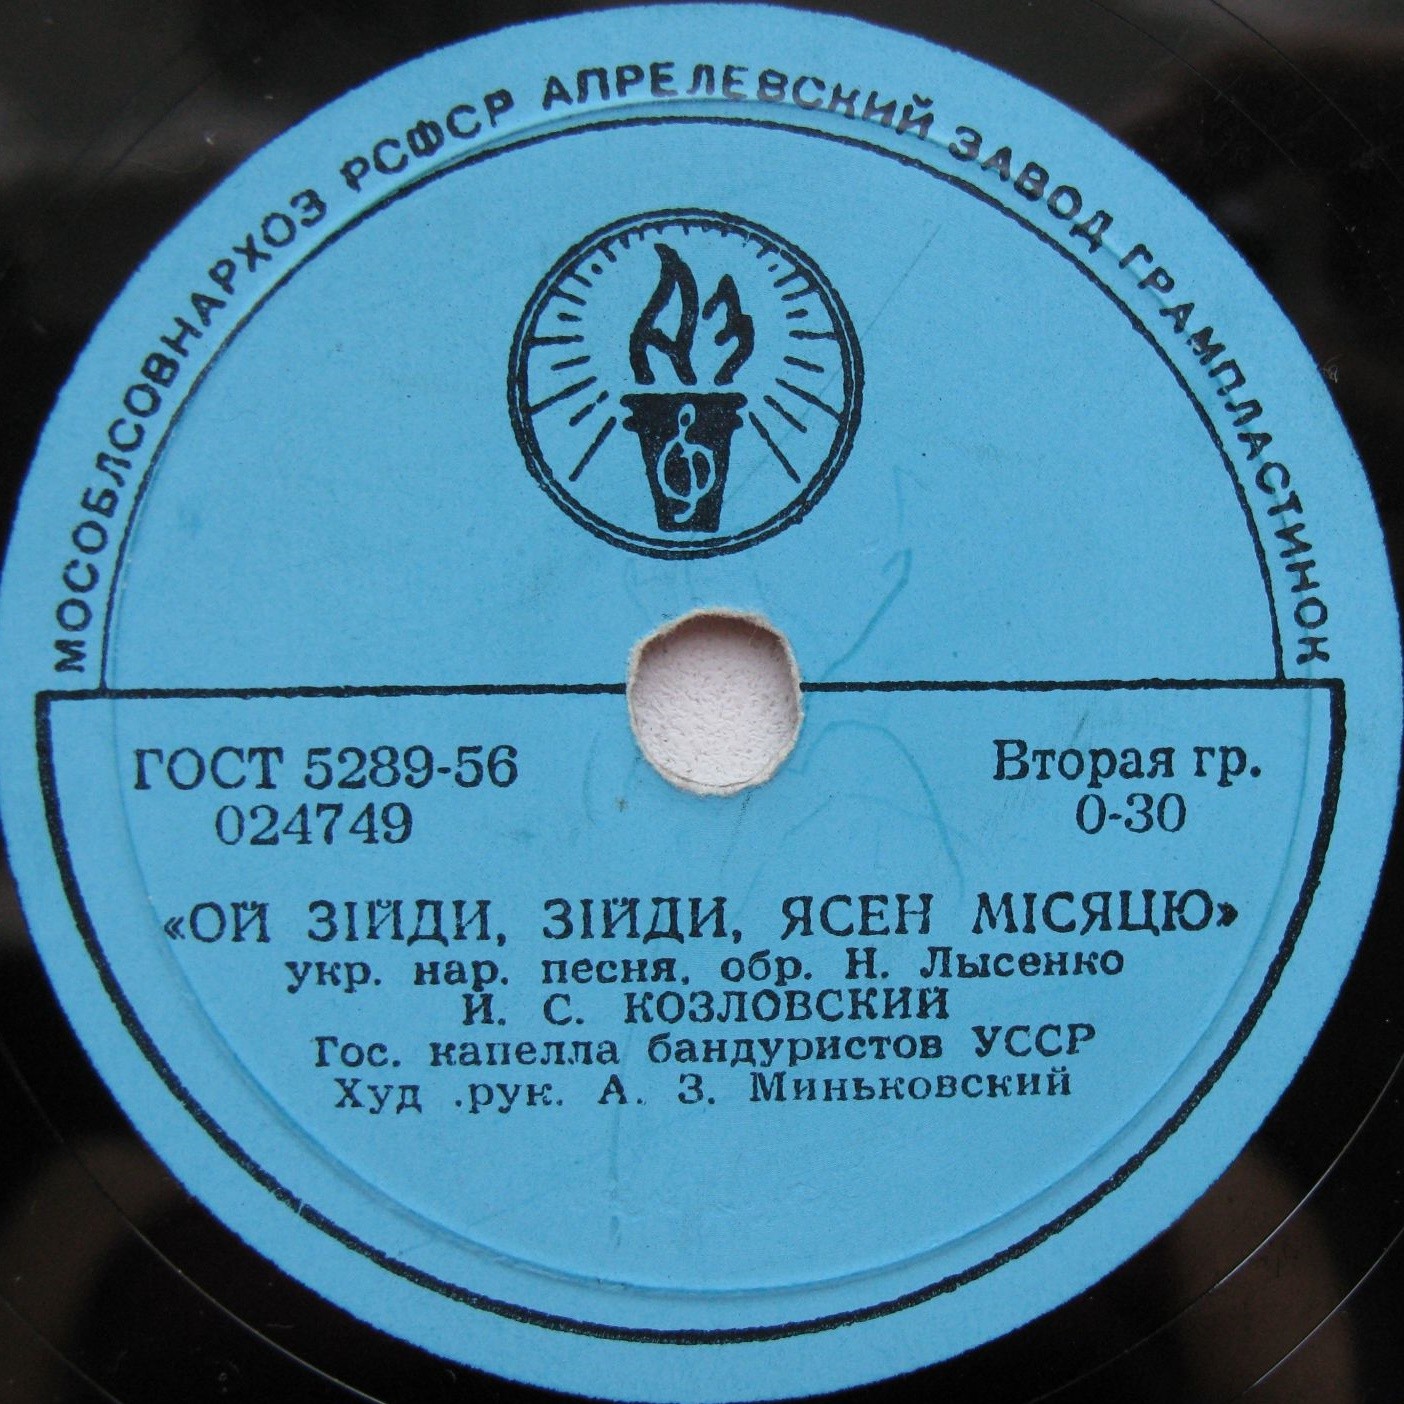 МОСОБЛСОВНАРХОЗ РСФСР АПРЕЛЕВСКИЙ ЗАВОД ГРАМПЛАСТИНОК
АЗ
ГОСТ 5289-56
024749
Вторая гр.
0-30
«ОЙ ЗІЙДИ, ЗІЙДИ, ЯСЕН МІСЯЦЮ»
укр. нар. песня, обр. Н. Лысенко
И. С. КОЗЛОВСКИЙ
Гос. капелла бандуристов УССР
Худ .рук. А. З. Миньковский